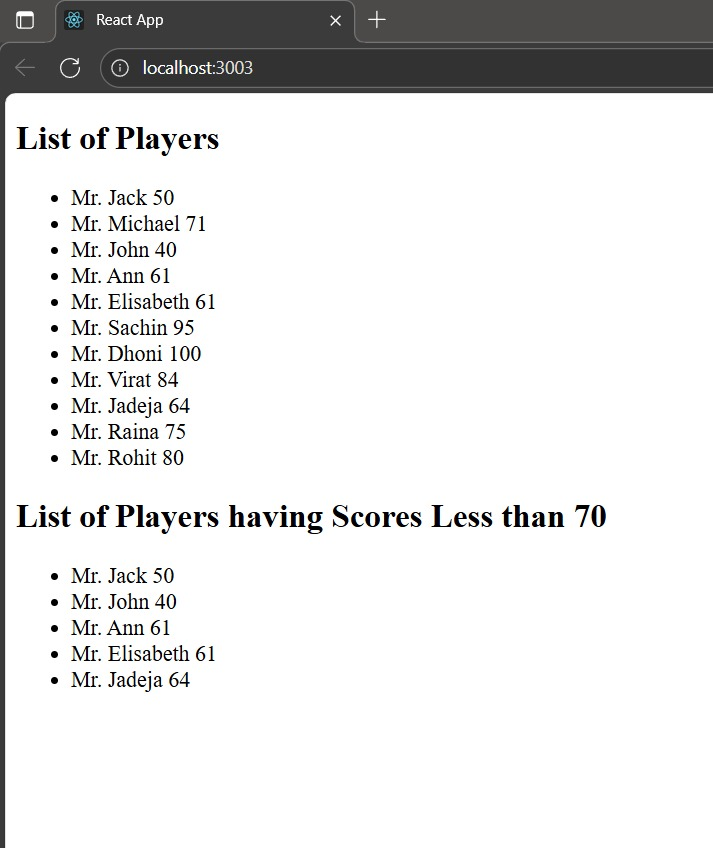 React App
localhost:3003
List of Players
Mr. Jack 50
Mr. Michael 71
Mr. John 40
Mr. Ann 61
Mr. Elisabeth 61
Mr. Sachin 95
Mr. Dhoni 100
Mr. Virat 84
Mr. Jadeja 64
Mr. Raina 75
Mr. Rohit 80
List of Players having Scores Less than 70
Mr. Jack 50
Mr. John 40
Mr. Ann 61
Mr. Elisabeth 61
Mr. Jadeja 64